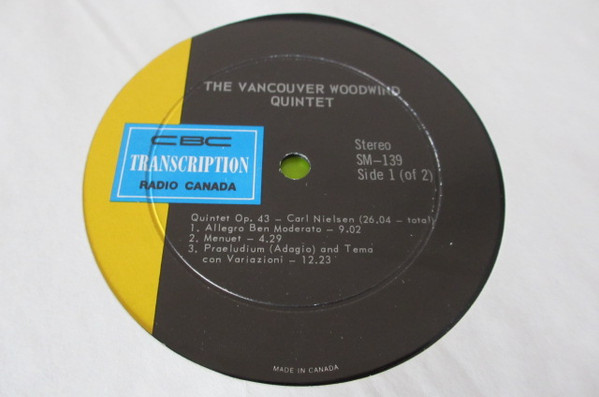 THE VANCOUVER WOODWIND
QUINTET
CBC
TRANSCRIPTION
RADIO CANADA
Stereo
SM-139
Side 1 (of 2)
Quintet Op. 43 - Carl Nielsen (26.04 - total)
1. Allegro Ben Moderato - 9.02
2. Menuet - 4.29
3. Praeludium (Adagio) and Tema
con Variazioni - 12.23
MADE IN CANADA